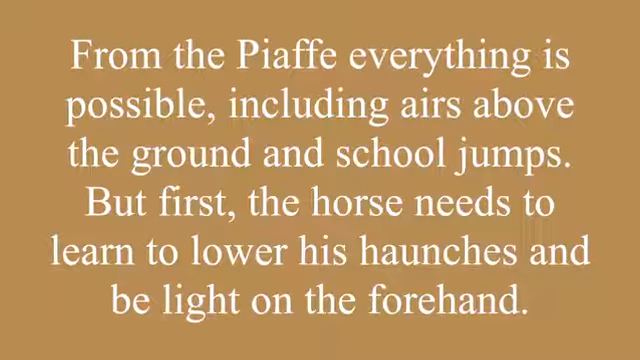 From the Piaffe everything is
possible, including airs above
the ground and school jumps.
But first, the horse needs to
learn to lower his haunches and
be light on the forehand.